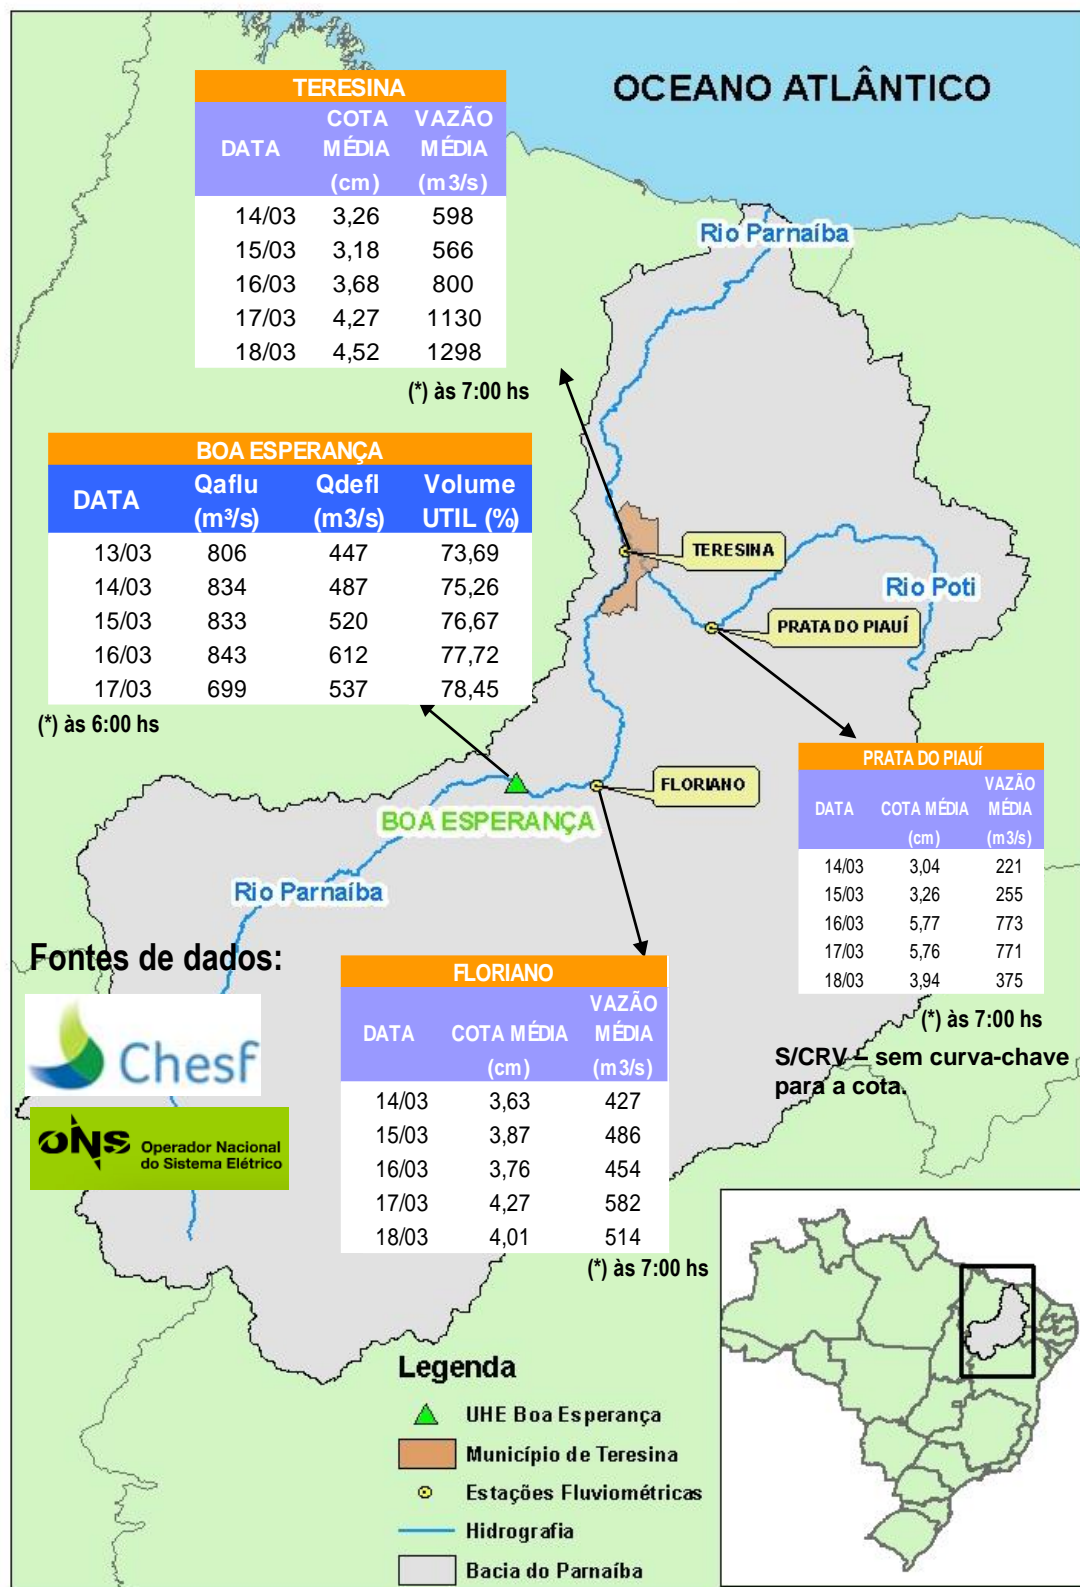 OCEANO ATLÂNTICO
TERESINA
DATA COTA MÉDIA (cm) VAZÃO MÉDIA (m3/s)
14/03 3,26 598
15/03 3,18 566
16/03 3,68 800
17/03 4,27 1130
18/03 4,52 1298
(*) às 7:00 hs
Rio Parnaíba
BOA ESPERANÇA
DATA Qaflu (m³/s) Qdefl (m3/s) Volume UTIL (%)
13/03 806 447 73,69
14/03 834 487 75,26
15/03 833 520 76,67
16/03 843 612 77,72
17/03 699 537 78,45
(*) às 6:00 hs
TERESINA
Rio Poti
PRATA DO PIAUÍ
FLORIANO
BOA ESPERANÇA
Rio Parnaíba
PRATA DO PIAUÍ
DATA COTA MÉDIA (cm) VAZÃO MÉDIA (m3/s)
14/03 3,04 221
15/03 3,26 255
16/03 5,77 773
17/03 5,76 771
18/03 3,94 375
(*) às 7:00 hs
S/CRV – sem curva-chave
para a cota.
Fontes de dados:
Chesf
ONS Operador Nacional
do Sistema Elétrico
FLORIANO
DATA COTA MÉDIA (cm) VAZÃO MÉDIA (m3/s)
14/03 3,63 427
15/03 3,87 486
16/03 3,76 454
17/03 4,27 582
18/03 4,01 514
(*) às 7:00 hs
Legenda
UHE Boa Esperança
Município de Teresina
Estações Fluviométricas
Hidrografia
Bacia do Parnaíba